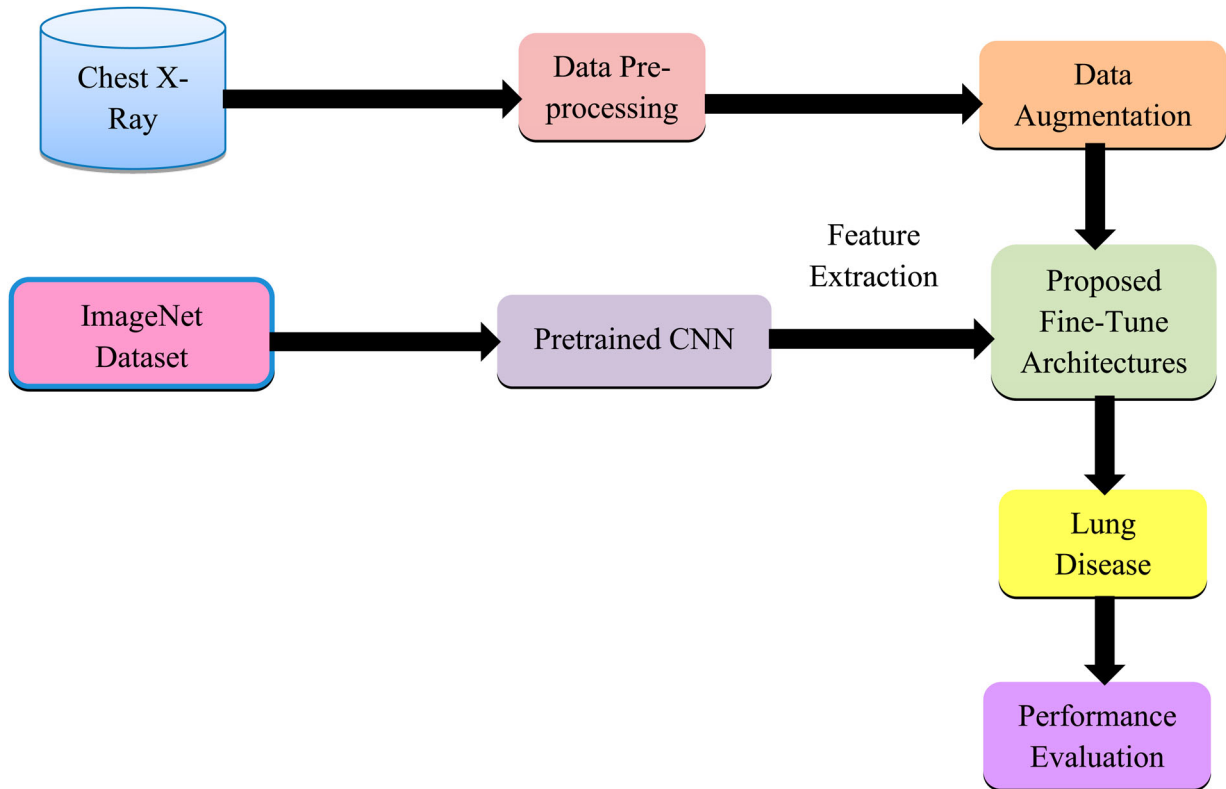 Chest X-
Ray
Data Pre-
processing
Data
Augmentation
Feature
Extraction
ImageNet
Dataset
Pretrained CNN
Proposed
Fine-Tune
Architectures
Lung
Disease
Performance
Evaluation